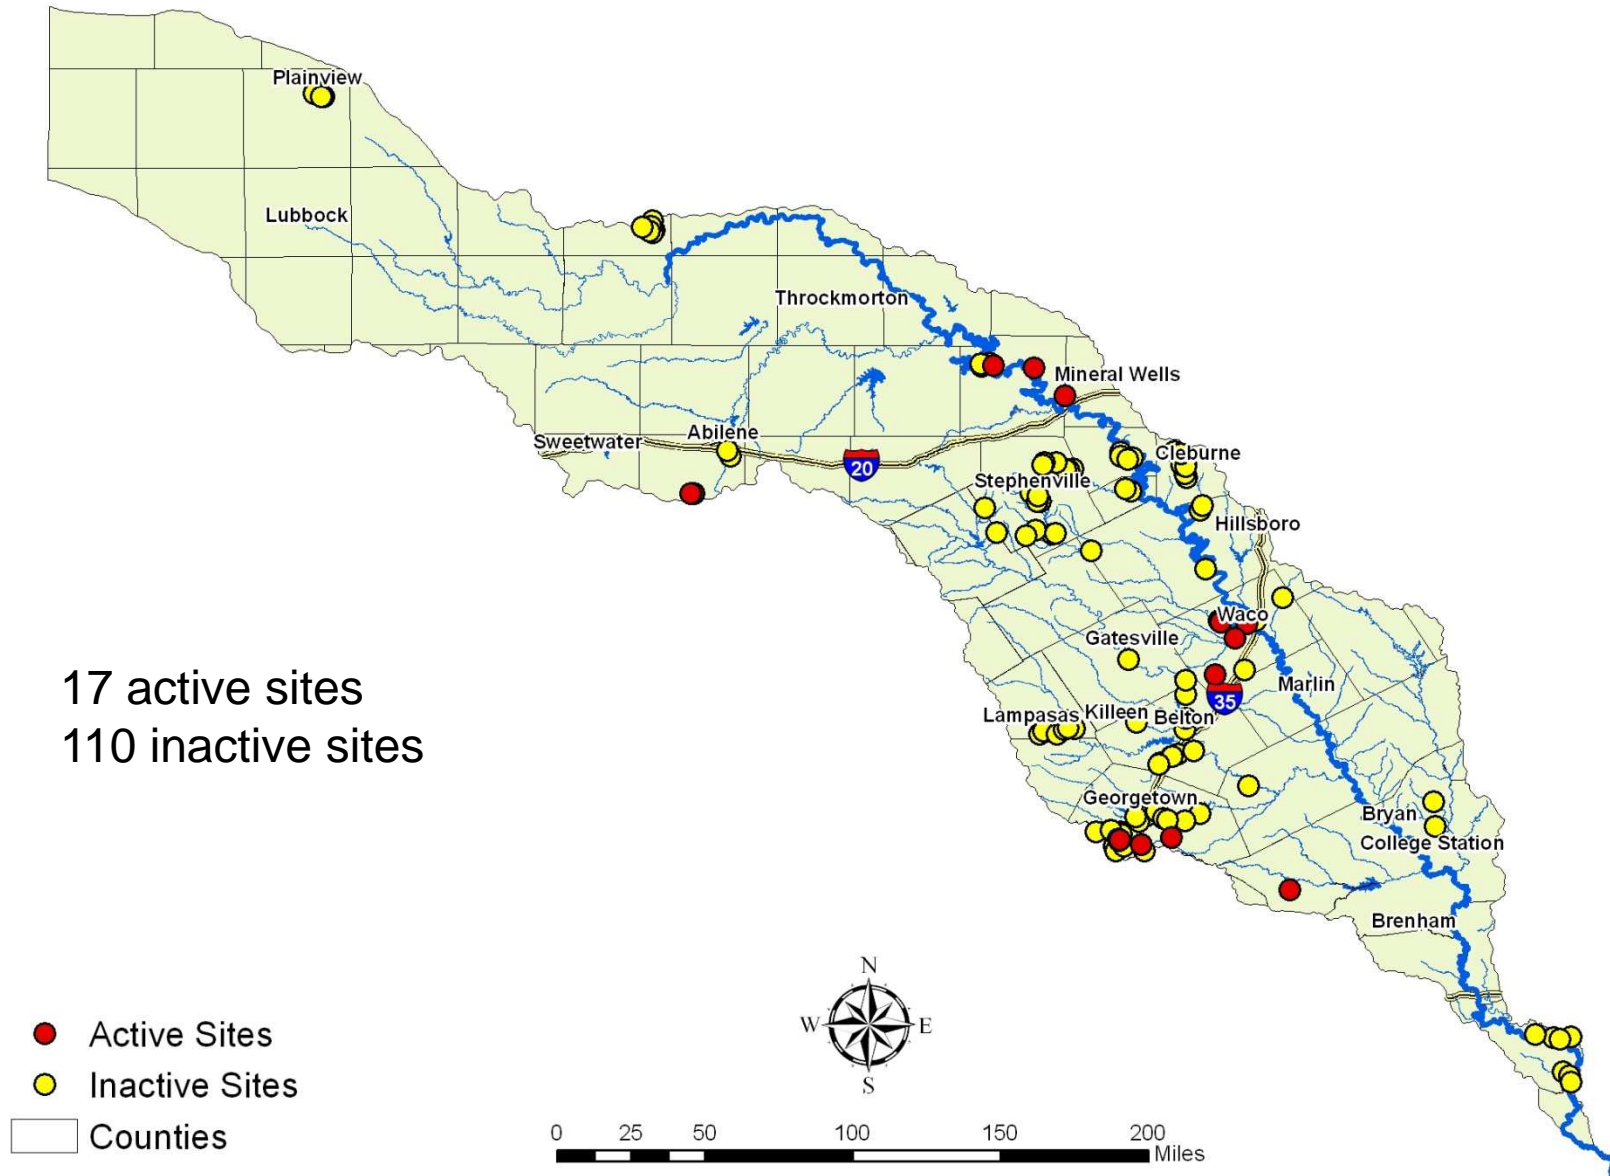 Plainview
Lubbock
Throckmorton
Mineral Wells
Sweetwater
Abilene
20
Cleburne
Stephenville
Hillsboro
Waco
Gatesville
Marlin
35
Lampasas
Killeen
Belton
Georgetown
Bryan
College Station
Brenham
17 active sites
110 inactive sites
N
W
E
S
Active Sites
Inactive Sites
Counties
0 25 50 100 150 200
Miles